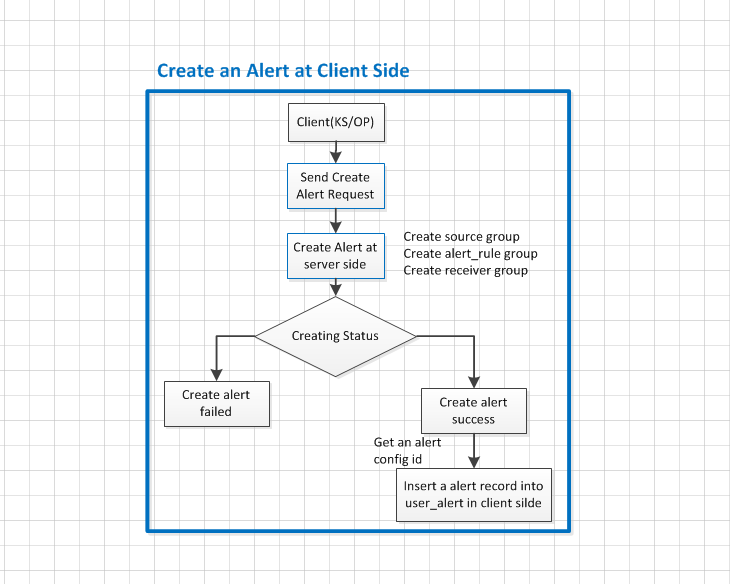 Create an Alert at Client Side
Client(KS/OP)
Send Create
Alert Request
Create Alert at
server side
Create source group
Create alert_rule group
Create receiver group
Creating Status
Create alert
failed
Create alert
success
Get an alert
config id
Insert a alert record into
user_alert in client silde